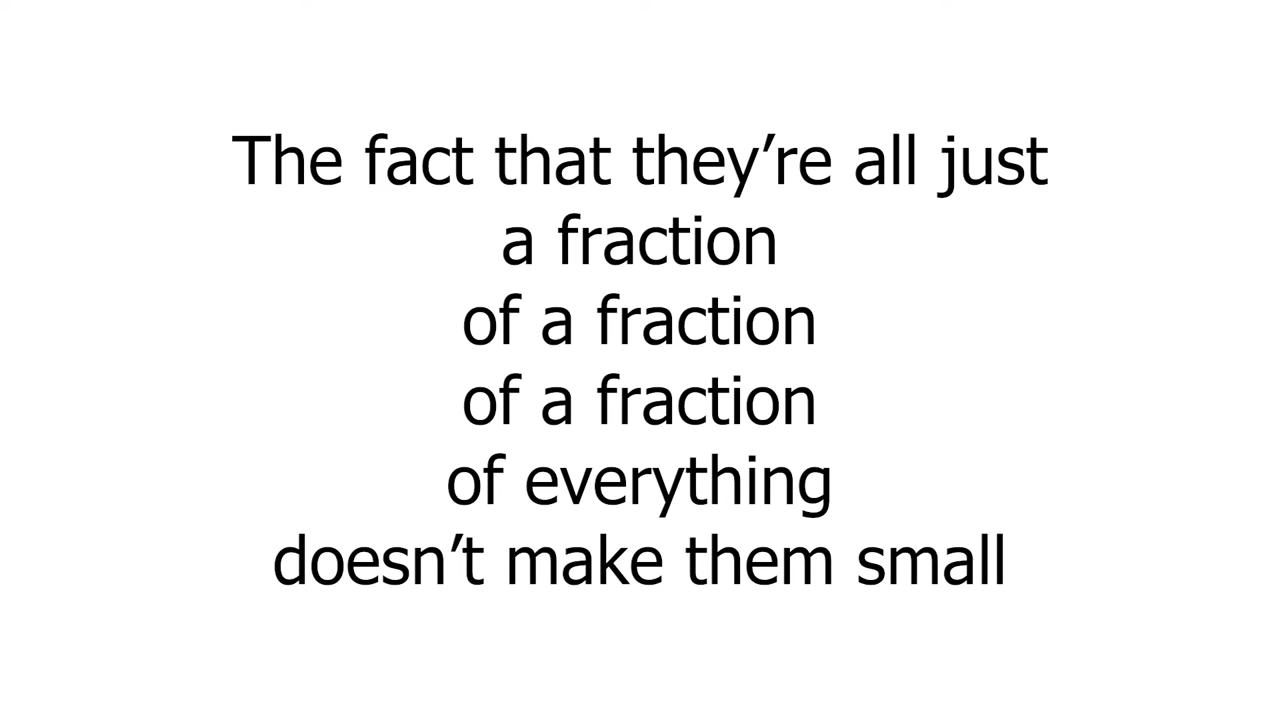 The fact that they’re all just
a fraction
of a fraction
of a fraction
of everything
doesn’t make them small